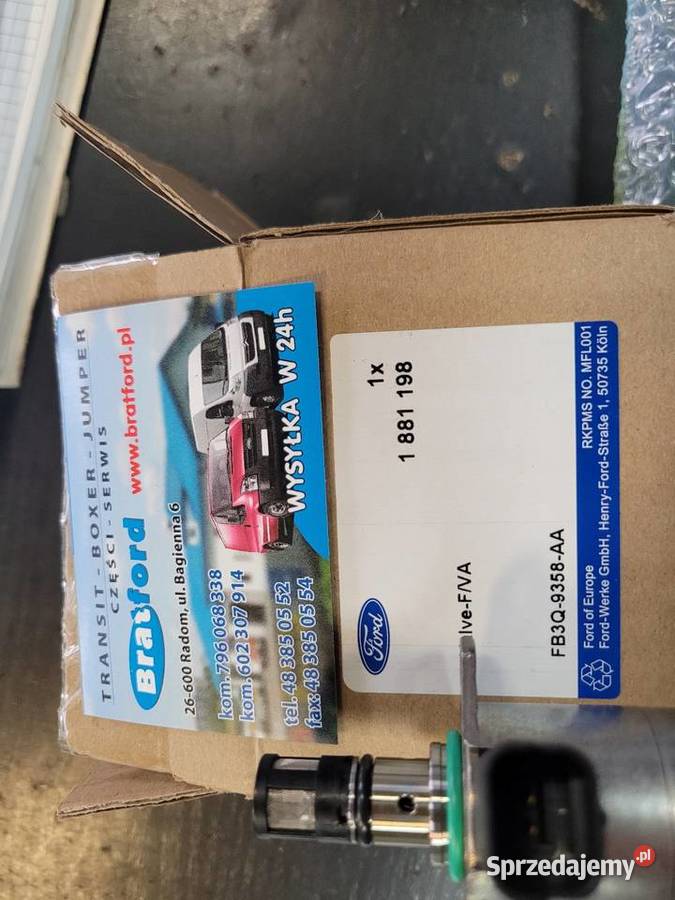 TRANSIT - BOXER - JUMPER
CZĘŚCI - SERWIS
Bratford www.bratford.pl
26-600 Radom, ul. Bagienna 6
kom. 796 068 338
kom. 602 307 914
tel. 48 385 05 52
fax: 48 385 05 54
WYSYŁKA W 24h
Ford
1x
1 881 198
lve-F/VA
FB3Q-9358-AA
RKPMS NO. MFL001
Ford of Europe
Ford-Werke GmbH, Henry-Ford-Straße 1, 50735 Köln
Sprzedajemy.pl